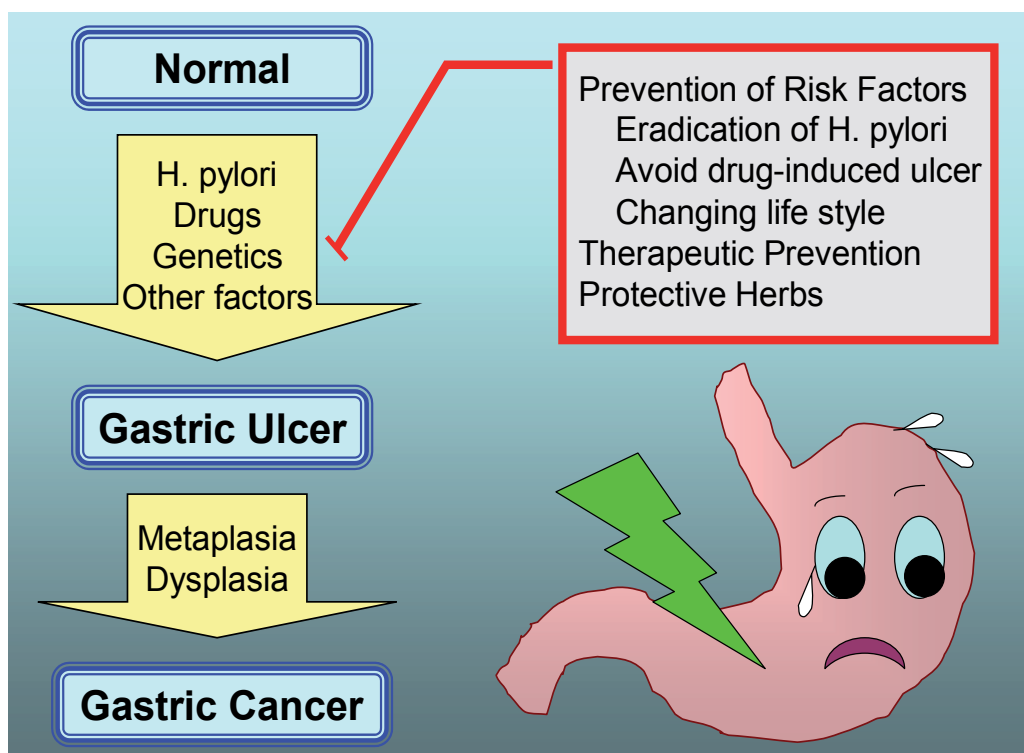 Normal
H. pylori
Drugs
Genetics
Other factors
Gastric Ulcer
Metaplasia
Dysplasia
Gastric Cancer
Prevention of Risk Factors
Eradication of H. pylori
Avoid drug-induced ulcer
Changing life style
Therapeutic Prevention
Protective Herbs